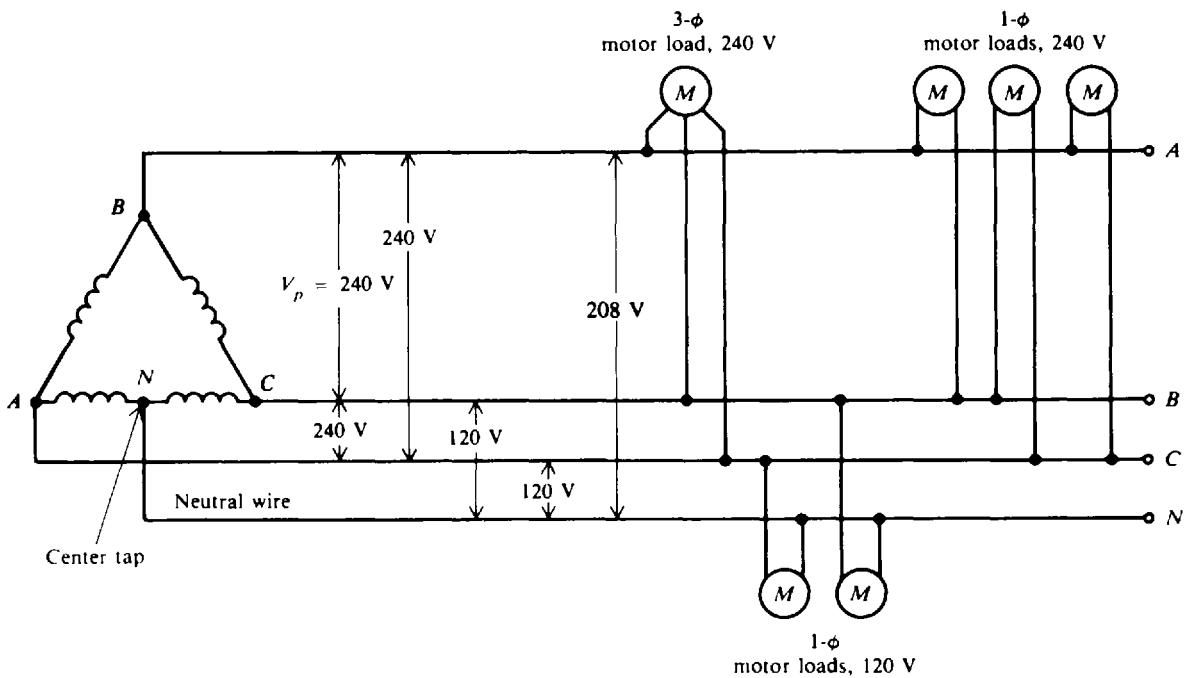 3-ϕ
motor load, 240 V
1-ϕ
motor loads, 240 V
M
M
M
M
A
B
240 V
V_p = 240 V
208 V
A
N
C
B
240 V
120 V
C
120 V
Neutral wire
N
Center tap
M
M
1-ϕ
motor loads, 120 V